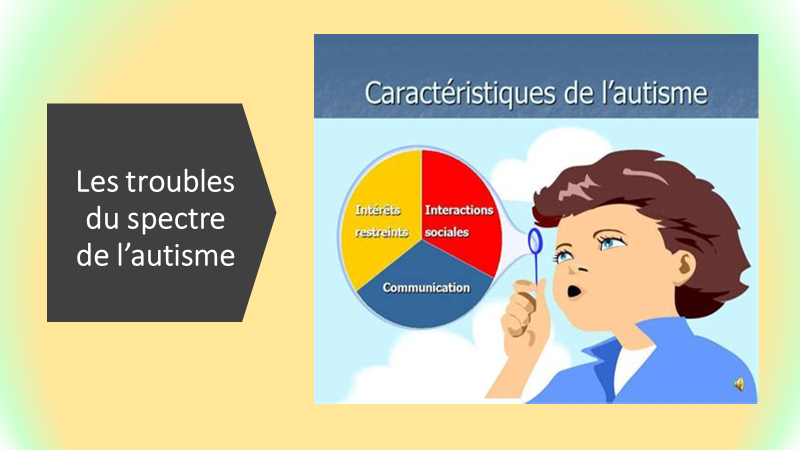 Les troubles
du spectre
de l’autisme
Caractéristiques de l’autisme
Intérêts
restreints
Interactions
sociales
Communication